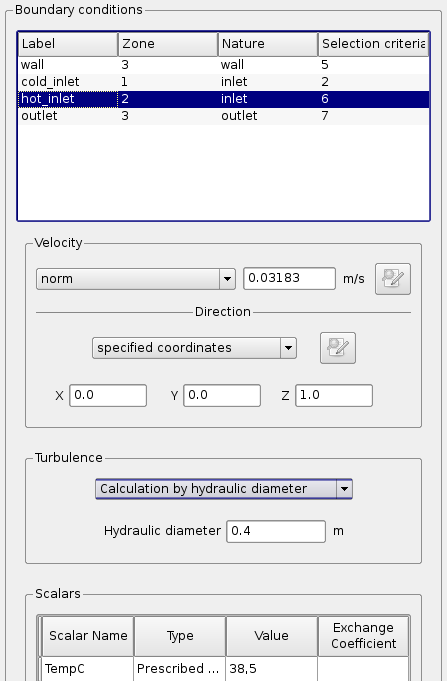 Boundary conditions
Label Zone Nature Selection criteria
wall 3 wall 5
cold_inlet 1 inlet 2
hot_inlet 2 inlet 6
outlet 3 outlet 7
Velocity
norm 0.03183 m/s
Direction
specified coordinates
X 0.0 Y 0.0 Z 1.0
Turbulence
Calculation by hydraulic diameter
Hydraulic diameter 0.4 m
Scalars
Scalar Name Type Value Exchange Coefficient
TempC Prescribed ... 38,5